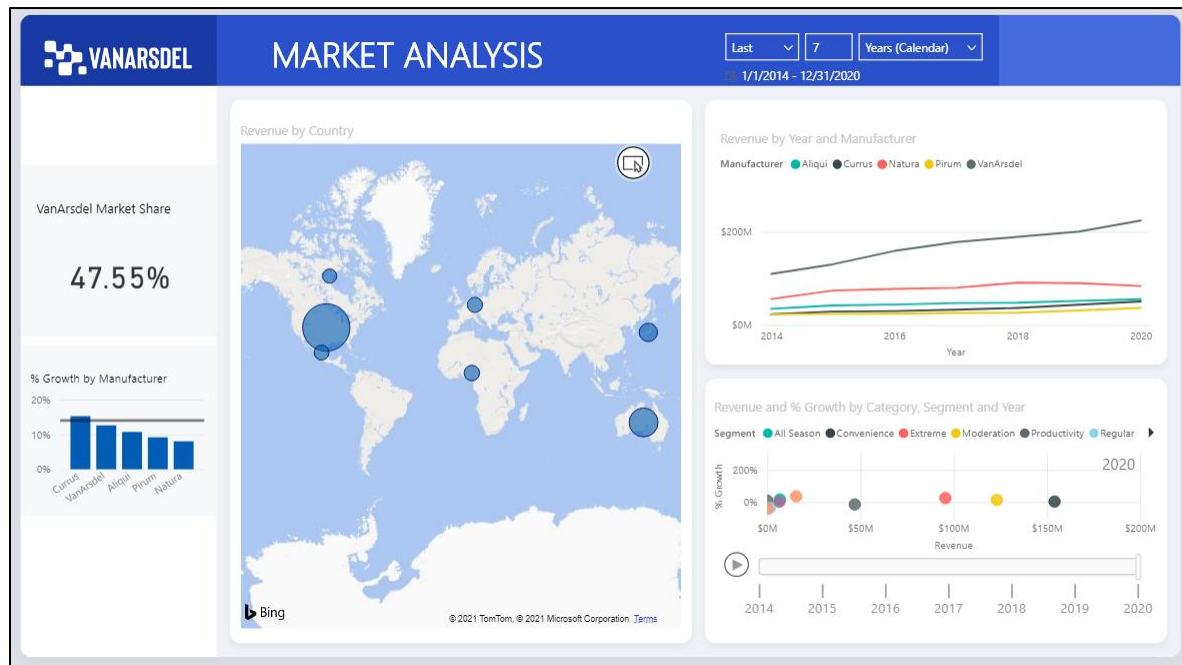 VANARSDEL
MARKET ANALYSIS
Last 7 Years (Calendar)
1/1/2014 - 12/31/2020
VanArsdel Market Share
47.55%
% Growth by Manufacturer
20%
10%
0%
Currus VanArsdel Aliqui Pirum Natura
Revenue by Country
Bing
© 2021 TomTom, © 2021 Microsoft Corporation Terms
Revenue by Year and Manufacturer
Manufacturer Aliqui Currus Natura Pirum VanArsdel
$200M
$0M
2014 2016 2018 2020
Year
Revenue and % Growth by Category, Segment and Year
Segment All Season Convenience Extreme Moderation Productivity Regular
2020
% Growth
200%
0%
$0M $50M $100M $150M $200M
Revenue
2014 2015 2016 2017 2018 2019 2020